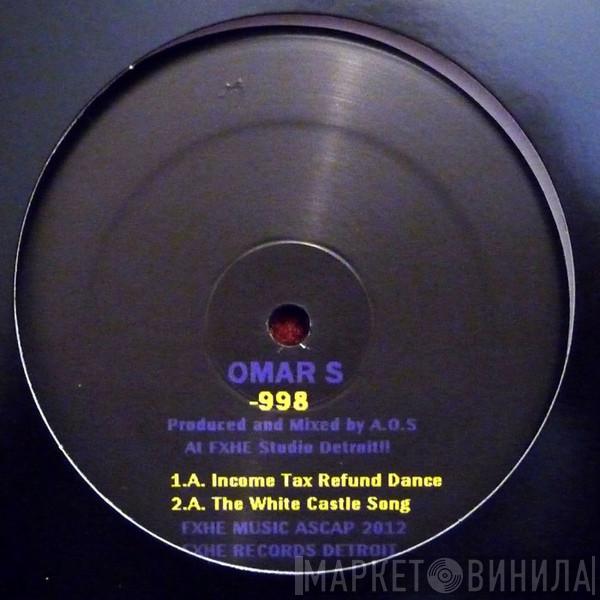 OMAR S
-998
Produced and Mixed by A.O.S
At FXHE Studio Detroit!!
1.A. Income Tax Refund Dance
2.A. The White Castle Song
FXHE MUSIC ASCAP 2012
FXHE RECORDS DETROIT
МАРКЕТ ВИНИЛА